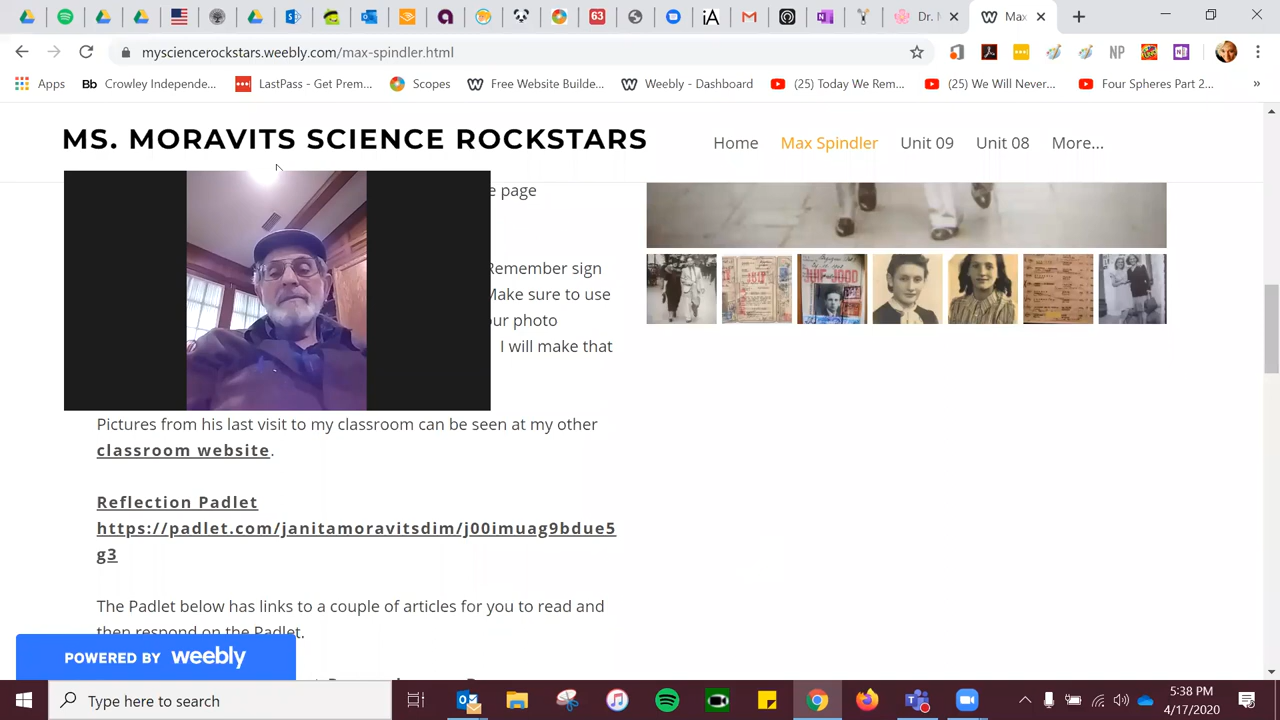 Dr. M
Max
mysciencerockstars.weebly.com/max-spindler.html
Apps
Crowley Independe...
LastPass - Get Prem...
Scopes
Free Website Builde...
Weebly - Dashboard
(25) Today We Rem...
(25) We Will Never...
Four Spheres Part 2...
»
MS. MORAVITS SCIENCE ROCKSTARS
Home
Max Spindler
Unit 09
Unit 08
More...
e page
Remember sign
Make sure to use
our photo
I will make that
Pictures from his last visit to my classroom can be seen at my other
classroom website.
Reflection Padlet
https://padlet.com/janitamoravitsdim/j00imuag9bdue5
g3
The Padlet below has links to a couple of articles for you to read and
then respond on the Padlet.
POWERED BY weebly
Type here to search
5:38 PM
4/17/2020